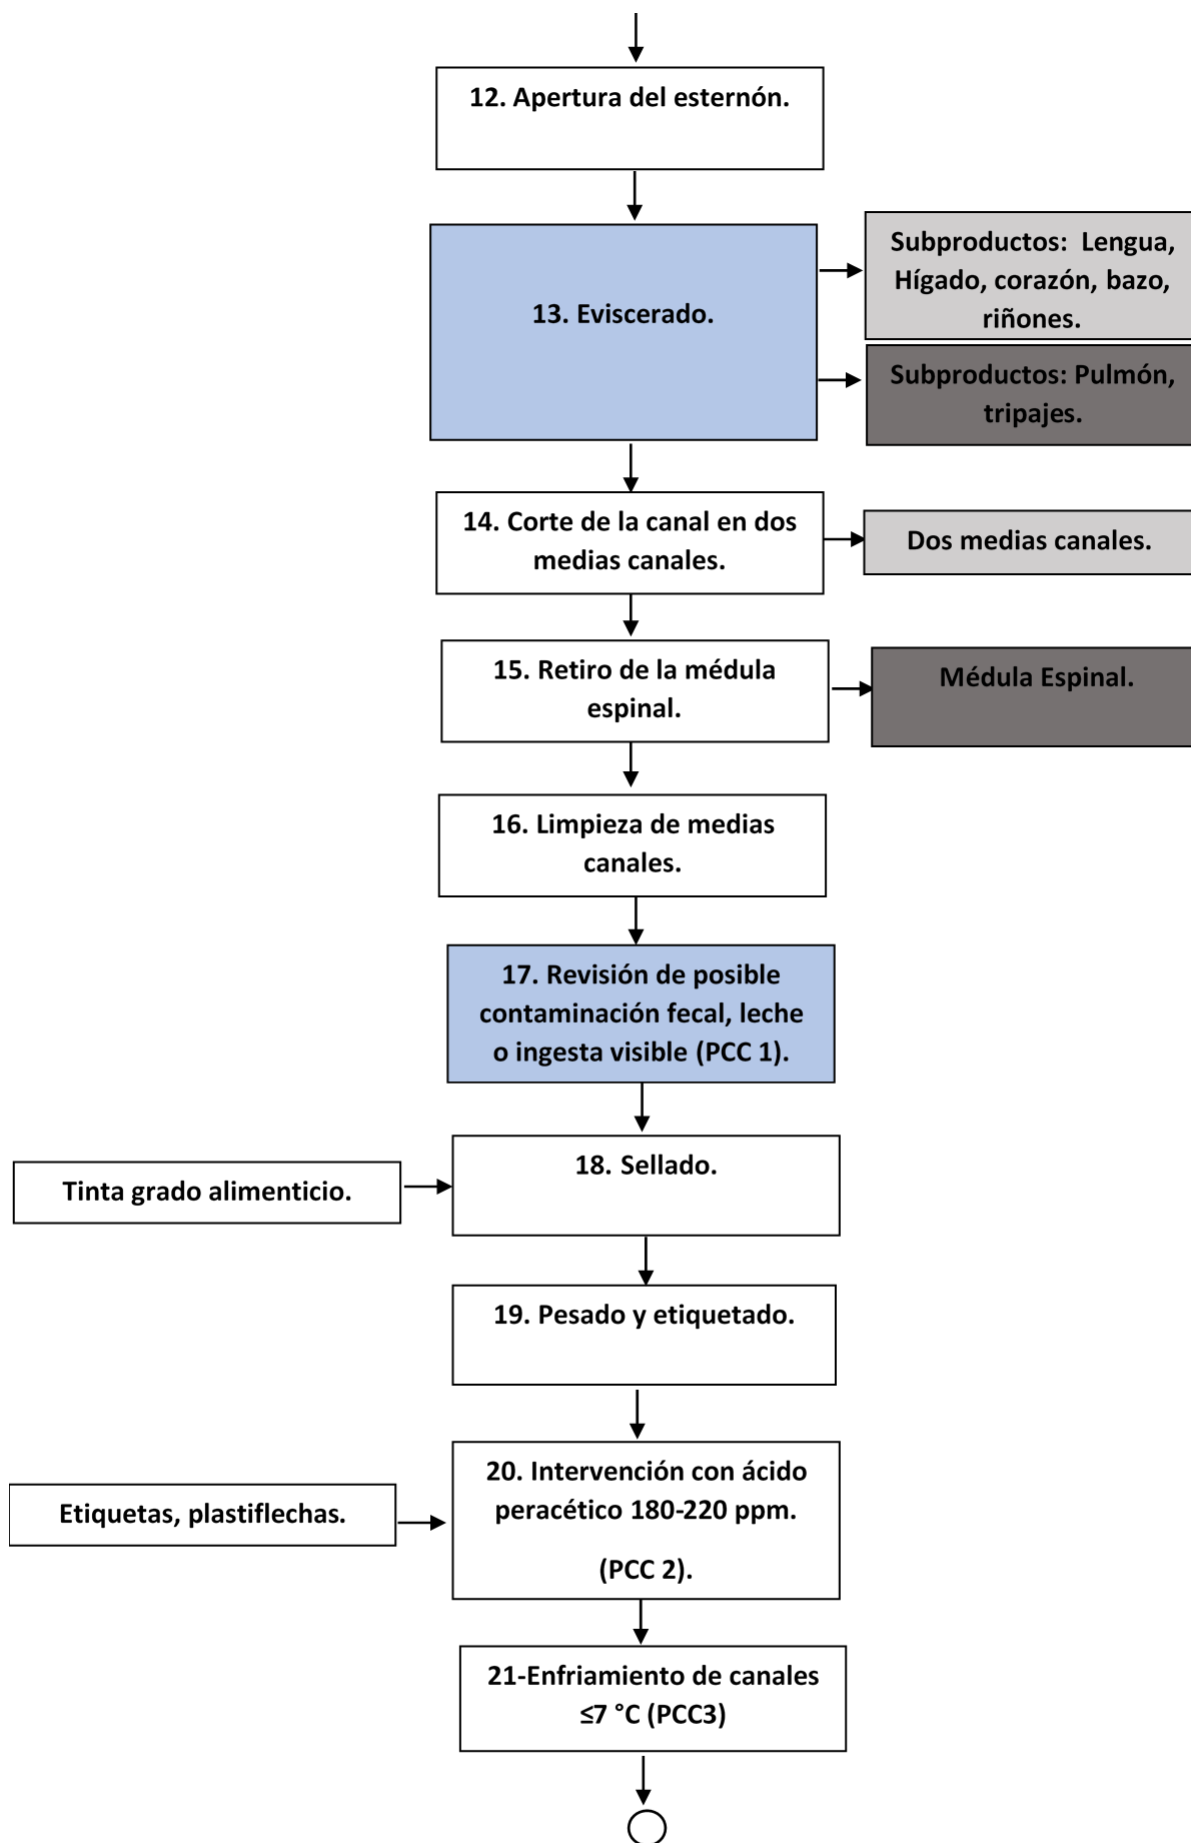 12. Apertura del esternón.
13. Eviscerado.
Subproductos: Lengua,
Hígado, corazón, bazo,
riñones.
Subproductos: Pulmón,
tripajes.
14. Corte de la canal en dos
medias canales.
Dos medias canales.
15. Retiro de la médula
espinal.
Médula Espinal.
16. Limpieza de medias
canales.
17. Revisión de posible
contaminación fecal, leche
o ingesta visible (PCC 1).
Tinta grado alimenticio.
18. Sellado.
19. Pesado y etiquetado.
Etiquetas, plastiflechas.
20. Intervención con ácido
peracético 180-220 ppm.
(PCC 2).
21-Enfriamiento de canales
≤7 °C (PCC3)